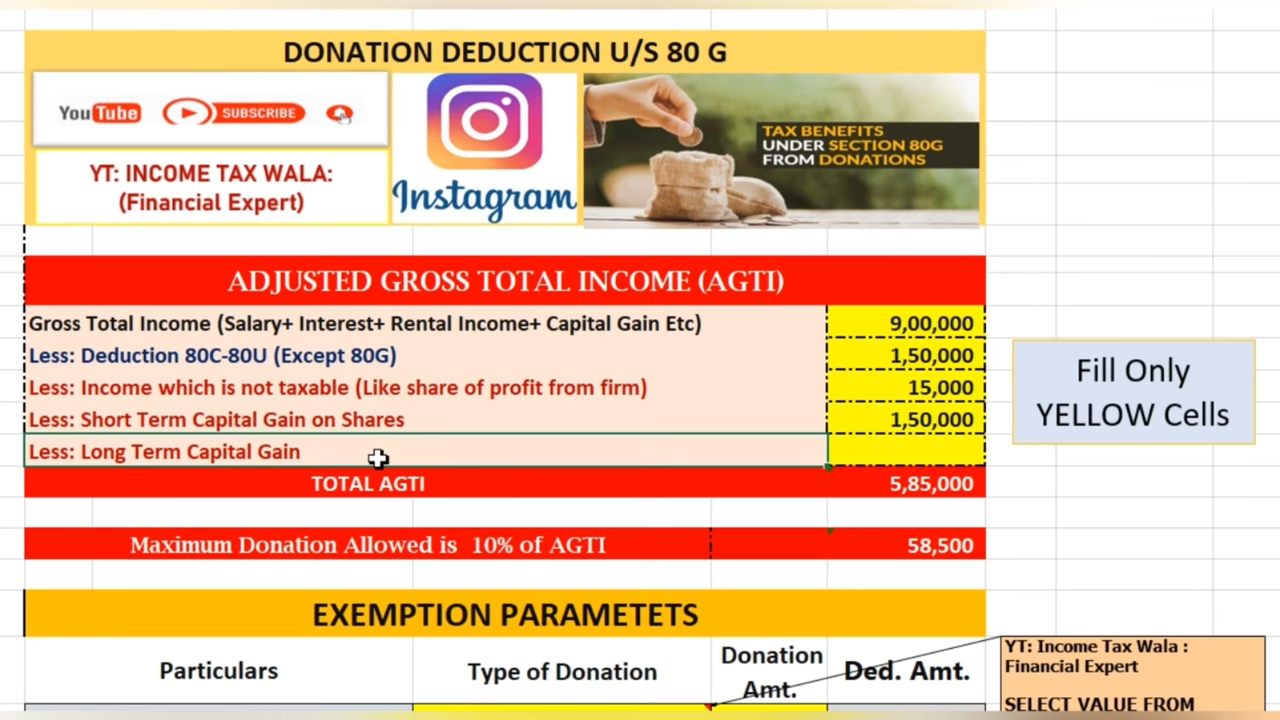 DONATION DEDUCTION U/S 80 G
YouTube SUBSCRIBE
YT: INCOME TAX WALA:
(Financial Expert)
Instagram
TAX BENEFITS
UNDER SECTION 80G
FROM DONATIONS
ADJUSTED GROSS TOTAL INCOME (AGTI)
Gross Total Income (Salary+ Interest+ Rental Income+ Capital Gain Etc) 9,00,000
Less: Deduction 80C-80U (Except 80G) 1,50,000
Less: Income which is not taxable (Like share of profit from firm) 15,000
Less: Short Term Capital Gain on Shares 1,50,000
Less: Long Term Capital Gain
TOTAL AGTI 5,85,000
Fill Only
YELLOW Cells
Maximum Donation Allowed is 10% of AGTI 58,500
EXEMPTION PARAMETETS
Particulars Type of Donation Donation Amt. Ded. Amt.
YT: Income Tax Wala :
Financial Expert
SELECT VALUE FROM